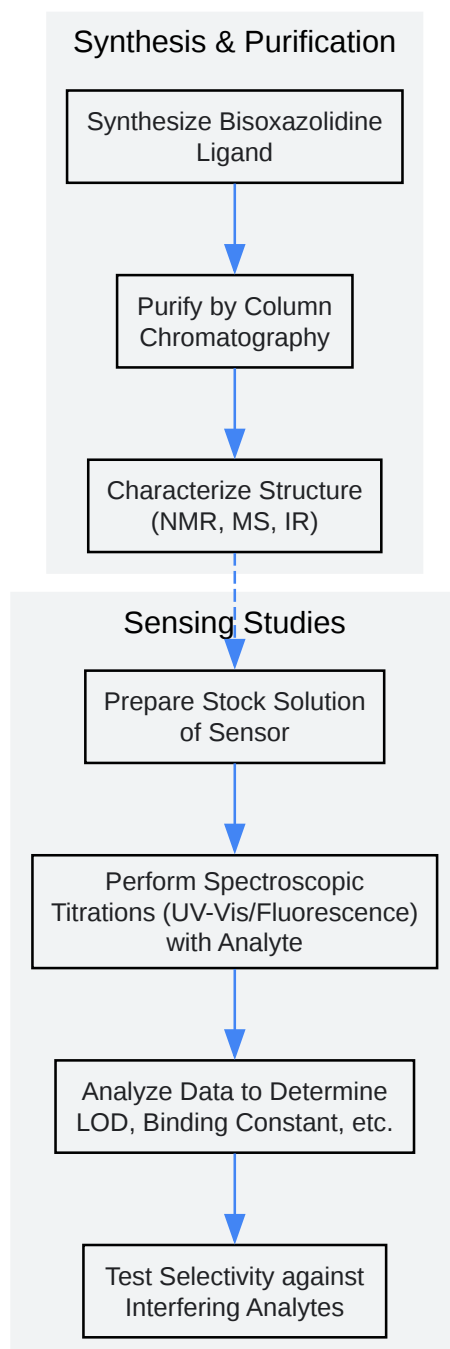 Synthesis & Purification
Synthesize Bisoxazolidine
Ligand
Purify by Column
Chromatography
Characterize Structure
(NMR, MS, IR)
Sensing Studies
Prepare Stock Solution
of Sensor
Perform Spectroscopic
Titrations (UV-Vis/Fluorescence)
with Analyte
Analyze Data to Determine
LOD, Binding Constant, etc.
Test Selectivity against
Interfering Analytes